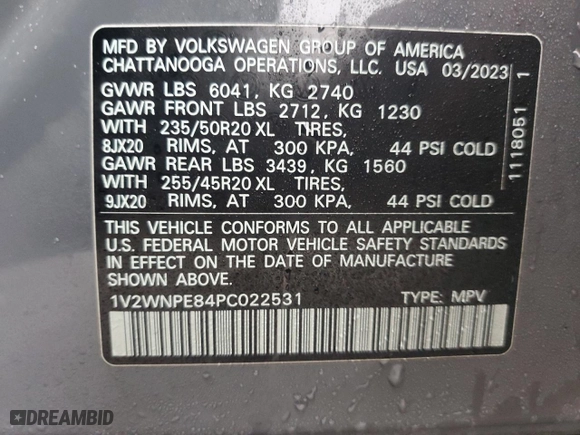 MFD BY VOLKSWAGEN GROUP OF AMERICA
CHATTANOOGA OPERATIONS, LLC. USA 03/2023
GVWR LBS 6041, KG 2740
GAWR FRONT LBS 2712, KG 1230
WITH 235/50R20 XL TIRES,
8JX20 RIMS, AT 300 KPA, 44 PSI COLD
GAWR REAR LBS 3439, KG 1560
WITH 255/45R20 XL TIRES,
9JX20 RIMS, AT 300 KPA, 44 PSI COLD
THIS VEHICLE CONFORMS TO ALL APPLICABLE
U.S. FEDERAL MOTOR VEHICLE SAFETY STANDARDS
IN EFFECT ON THE DATE OF MANUFACTURE
SHOWN ABOVE.
1V2WNPE84PC022531 TYPE: MPV
1118051 1
DREAMBID